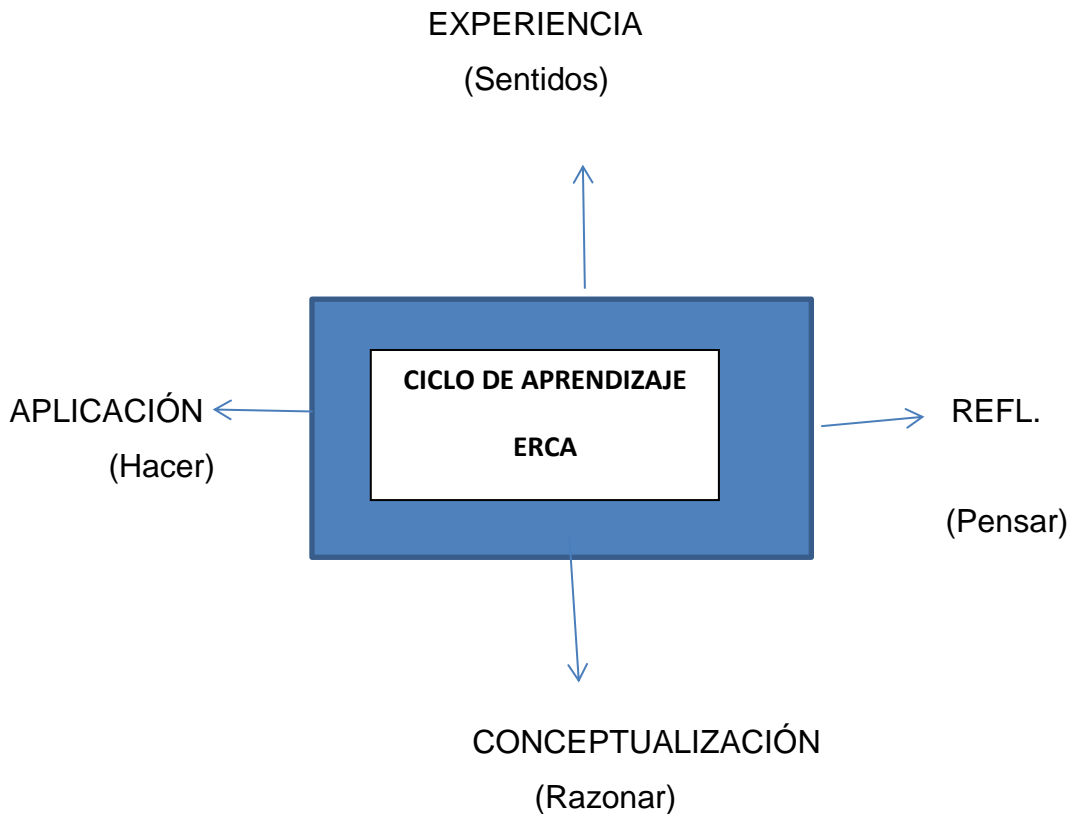 EXPERIENCIA
(Sentidos)
CICLO DE APRENDIZAJE
ERCA
APLICACIÓN
(Hacer)
REFL.
(Pensar)
CONCEPTUALIZACIÓN
(Razonar)